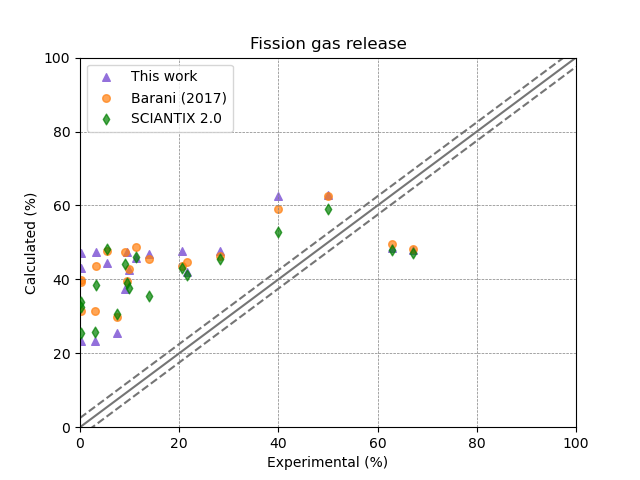 Fission gas release
This work
Barani (2017)
SCIANTIX 2.0
100
80
60
40
20
0
Calculated (%)
0 20 40 60 80 100
Experimental (%)